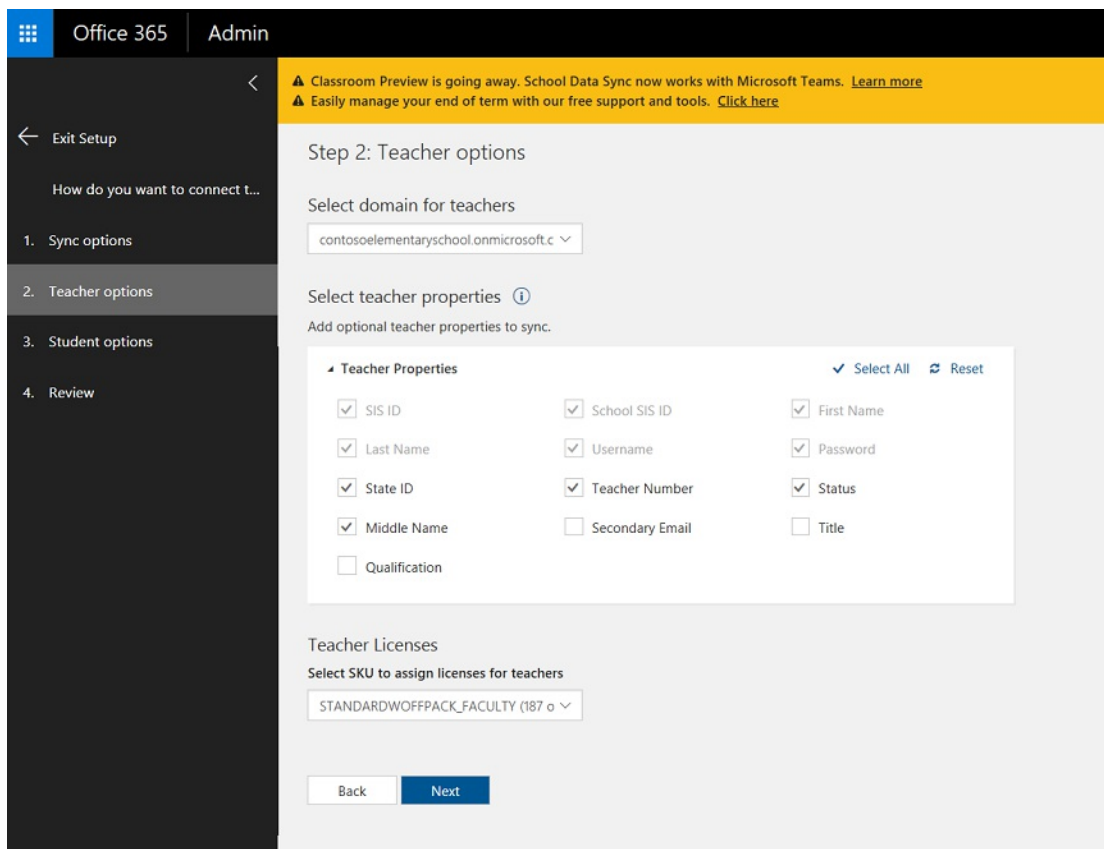 Office 365 Admin
Classroom Preview is going away. School Data Sync now works with Microsoft Teams. Learn more
Easily manage your end of term with our free support and tools. Click here
Exit Setup
How do you want to connect t...
1. Sync options
2. Teacher options
3. Student options
4. Review
Step 2: Teacher options
Select domain for teachers
contosoelementaryschool.onmicrosoft.c
Select teacher properties
Add optional teacher properties to sync.
Teacher Properties Select All Reset
SIS ID School SIS ID First Name
Last Name Username Password
State ID Teacher Number Status
Middle Name Secondary Email Title
Qualification
Teacher Licenses
Select SKU to assign licenses for teachers
STANDARDWOFFPACK_FACULTY (187 o
Back Next